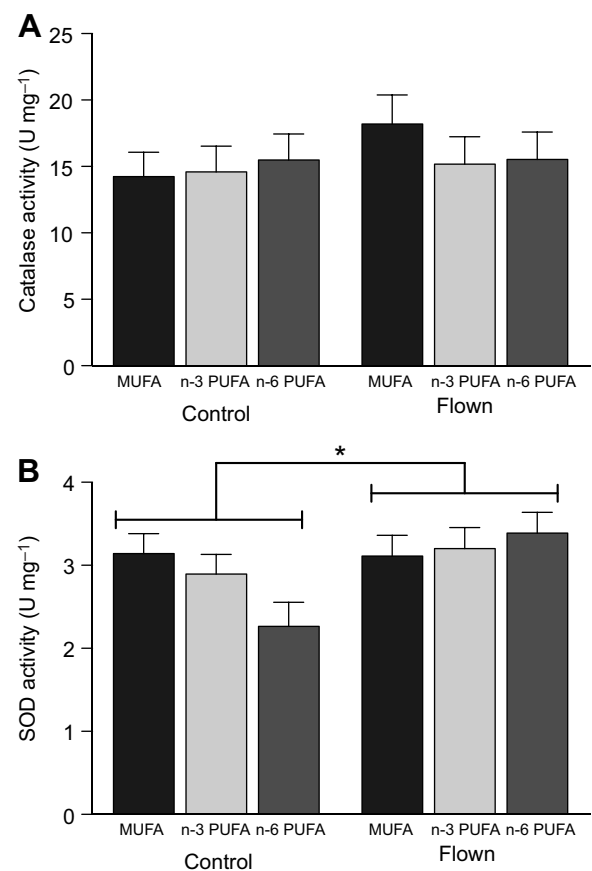 A
Catalase activity (U mg⁻¹)
25
20
15
10
5
0
MUFA n-3 PUFA n-6 PUFA MUFA n-3 PUFA n-6 PUFA
Control Flown
B
*
SOD activity (U mg⁻¹)
4
3
2
1
0
MUFA n-3 PUFA n-6 PUFA MUFA n-3 PUFA n-6 PUFA
Control Flown